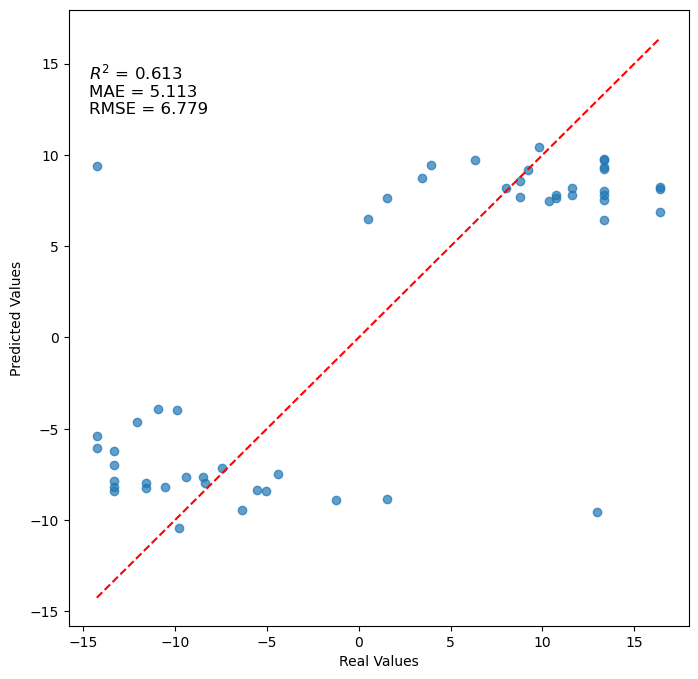 R² = 0.613
MAE = 5.113
RMSE = 6.779
15
10
5
0
−5
−10
−15
Predicted Values
−15 −10 −5 0 5 10 15
Real Values